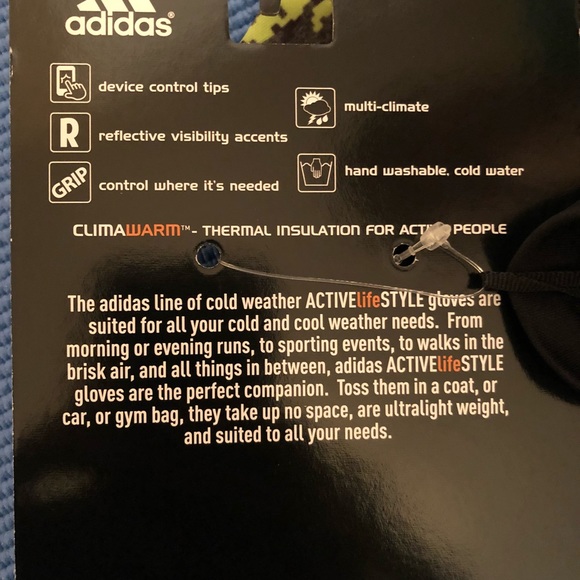 adidas®
device control tips
R
reflective visibility accents
GRIP
control where it's needed
multi-climate
hand washable, cold water
CLIMAWARM™- THERMAL INSULATION FOR PEOPLE
The adidas line of cold weather ACTIVElifeSTYLE gloves are
suited for all your cold and cool weather needs. From
morning or evening runs, to sporting events, to walks in the
brisk air, and all things in between, adidas ACTIVElifeSTYLE
gloves are the perfect companion. Toss them in a coat, or
car, or gym bag, they take up no space, are ultralight weight,
and suited to all your needs.